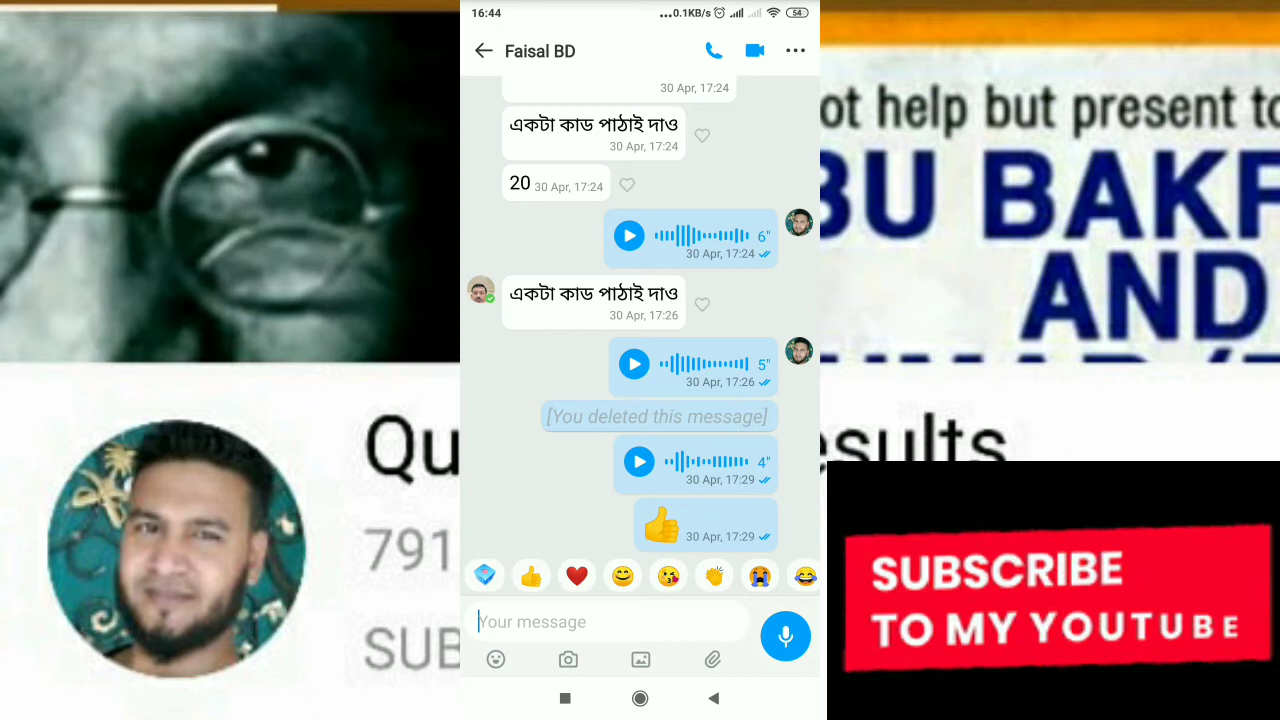 16:44
...0.1KB/s
54
Faisal BD
30 Apr, 17:24
একটা কাড পাঠাই দাও
30 Apr, 17:24
20 30 Apr, 17:24
6"
30 Apr, 17:24
একটা কাড পাঠাই দাও
30 Apr, 17:26
5"
30 Apr, 17:26
[You deleted this message]
4"
30 Apr, 17:29
30 Apr, 17:29
Your message
ot help but present to
BU BAKR
AND
Qu
esults
791
SUB
SUBSCRIBE
TO MY YOUTUBE